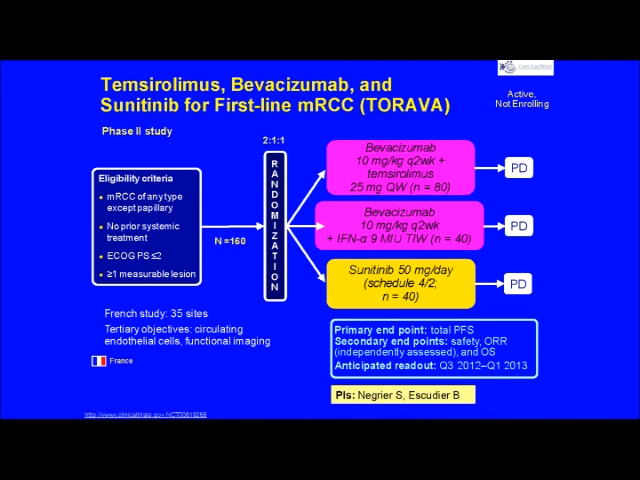 Temsirolimus, Bevacizumab, and
Sunitinib for First-line mRCC (TORAVA)
Active,
Not Enrolling
Phase II study
2:1:1
Eligibility criteria
• mRCC of any type
except papillary
• No prior systemic
treatment
• ECOG PS ≤2
• ≥1 measurable lesion
N =160
RANDOMIZATION
Bevacizumab
10 mg/kg q2wk +
temsirolimus
25 mg QW (n = 80)
PD
Bevacizumab
10 mg/kg q2wk
+ IFN-α 9 MIU TIW (n = 40)
PD
Sunitinib 50 mg/day
(schedule 4/2;
n = 40)
PD
French study: 35 sites
Tertiary objectives: circulating
endothelial cells, functional imaging
France
Primary end point: total PFS
Secondary end points: safety, ORR
(independently assessed), and OS
Anticipated readout: Q3 2012–Q1 2013
PIs: Negrier S, Escudier B
http://www.clinicaltrials.gov NCT00619268